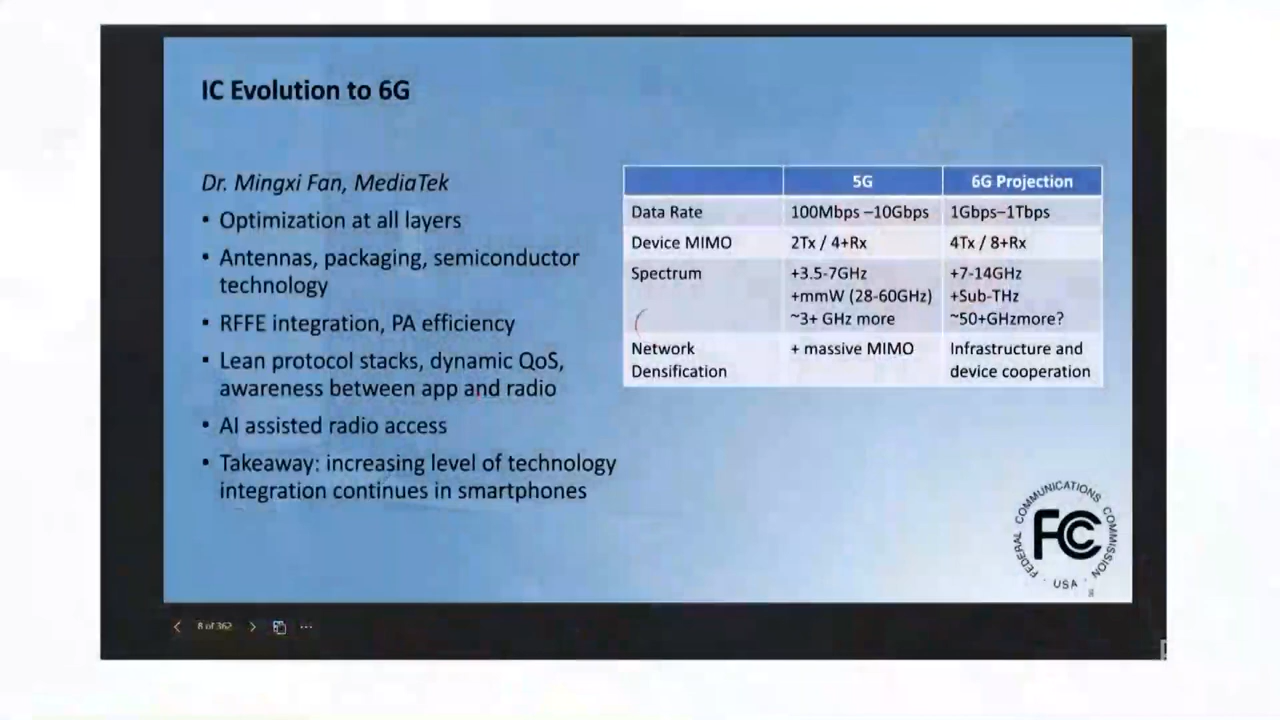 IC Evolution to 6G
Dr. Mingxi Fan, MediaTek
• Optimization at all layers
• Antennas, packaging, semiconductor
technology
• RFFE integration, PA efficiency
• Lean protocol stacks, dynamic QoS,
awareness between app and radio
• AI assisted radio access
• Takeaway: increasing level of technology
integration continues in smartphones
5G 6G Projection
Data Rate 100Mbps –10Gbps 1Gbps–1Tbps
Device MIMO 2Tx / 4+Rx 4Tx / 8+Rx
Spectrum +3.5-7GHz +7-14GHz
+mmW (28-60GHz) +Sub-THz
~3+ GHz more ~50+GHzmore?
Network + massive MIMO Infrastructure and
Densification device cooperation
FEDERAL COMMUNICATIONS COMMISSION
FCC
· USA ·
8 of 362